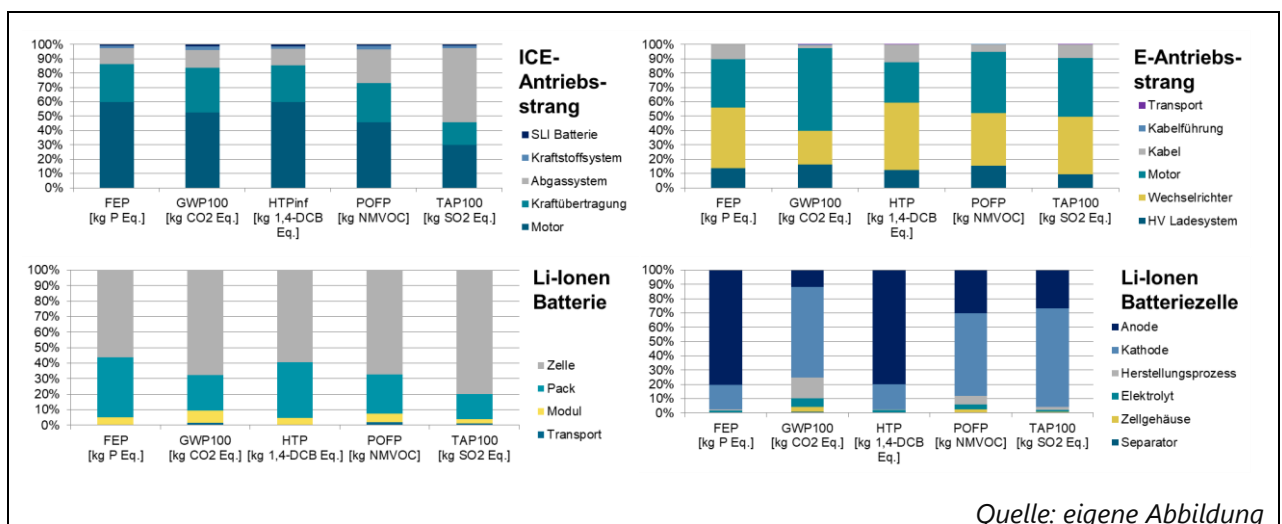 100%
90%
80%
70%
60%
50%
40%
30%
20%
10%
0%
FEP
[kg P Eq.]
GWP100
[kg CO2 Eq.]
HTPinf
[kg 1,4-DCB
Eq.]
POFP
[kg NMVOC]
TAP100
[kg SO2 Eq.]
ICE-
Antriebs-
strang
SLI Batterie
Kraftstoffsystem
Abgassystem
Kraftübertragung
Motor
100%
90%
80%
70%
60%
50%
40%
30%
20%
10%
0%
FEP
[kg P Eq.]
GWP100
[kg CO2 Eq.]
HTP
[kg 1,4-DCB
Eq.]
POFP
[kg NMVOC]
TAP100
[kg SO2 Eq.]
E-Antriebs-
strang
Transport
Kabelführung
Kabel
Motor
Wechselrichter
HV Ladesystem
100%
90%
80%
70%
60%
50%
40%
30%
20%
10%
0%
FEP
[kg P Eq.]
GWP100
[kg CO2 Eq.]
HTP
[kg 1,4-DCB Eq.]
POFP
[kg NMVOC]
TAP100
[kg SO2 Eq.]
Li-Ionen
Batterie
Zelle
Pack
Modul
Transport
100%
90%
80%
70%
60%
50%
40%
30%
20%
10%
0%
FEP
[kg P Eq.]
GWP100
[kg CO2 Eq.]
HTP
[kg 1,4-DCB
Eq.]
POFP
[kg NMVOC]
TAP100
[kg SO2 Eq.]
Li-Ionen
Batteriezelle
Anode
Kathode
Herstellungsprozess
Elektrolyt
Zellgehäuse
Separator
Quelle: eigene Abbildung